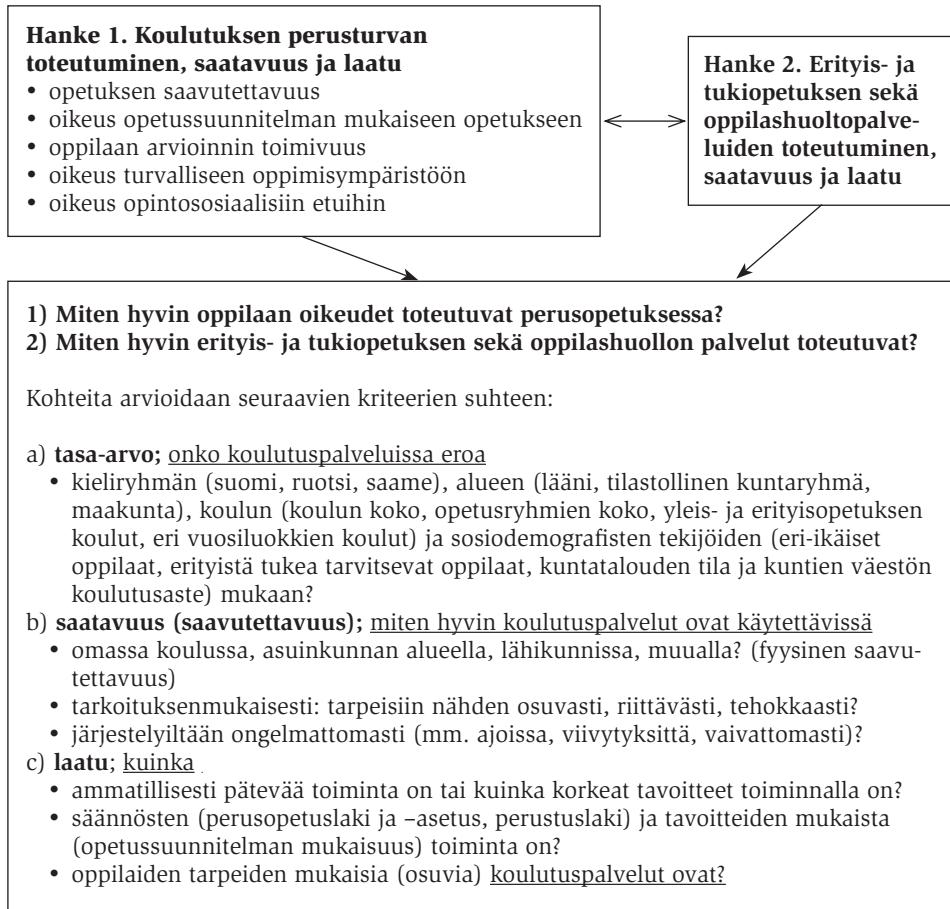 Hanke 1. Koulutuksen perusturvan
toteutuminen, saatavuus ja laatu
• opetuksen saavutettavuus
• oikeus opetussuunnitelman mukaiseen opetukseen
• oppilaan arvioinnin toimivuus
• oikeus turvalliseen oppimisympäristöön
• oikeus opintososiaalisiin etuihin
Hanke 2. Erityis- ja
tukiopetuksen sekä
oppilashuoltopalve-
luiden toteutuminen,
saatavuus ja laatu
1) Miten hyvin oppilaan oikeudet toteutuvat perusopetuksessa?
2) Miten hyvin erityis- ja tukiopetuksen sekä oppilashuollon palvelut toteutuvat?
Kohteita arvioidaan seuraavien kriteerien suhteen:
a) tasa-arvo; onko koulutuspalveluissa eroa
• kieliryhmän (suomi, ruotsi, saame), alueen (lääni, tilastollinen kuntaryhmä,
maakunta), koulun (koulun koko, opetusryhmien koko, yleis- ja erityisopetuksen
koulut, eri vuosiluokkien koulut) ja sosiodemografisten tekijöiden (eri-ikäiset
oppilaat, erityistä tukea tarvitsevat oppilaat, kuntatalouden tila ja kuntien väestön
koulutusaste) mukaan?
b) saatavuus (saavutettavuus); miten hyvin koulutuspalvelut ovat käytettävissä
• omassa koulussa, asuinkunnan alueella, lähikunnissa, muualla? (fyysinen saavu-
tettavuus)
• tarkoituksenmukaisesti: tarpeisiin nähden osuvasti, riittävästi, tehokkaasti?
• järjestelyiltään ongelmattomasti (mm. ajoissa, viivytyksittä, vaivattomasti)?
c) laatu; kuinka
• ammatillisesti pätevää toiminta on tai kuinka korkeat tavoitteet toiminnalla on?
• säännösten (perusopetuslaki ja –asetus, perustuslaki) ja tavoitteiden mukaista
(opetussuunnitelman mukaisuus) toiminta on?
• oppilaiden tarpeiden mukaisia (osuvia) koulutuspalvelut ovat?